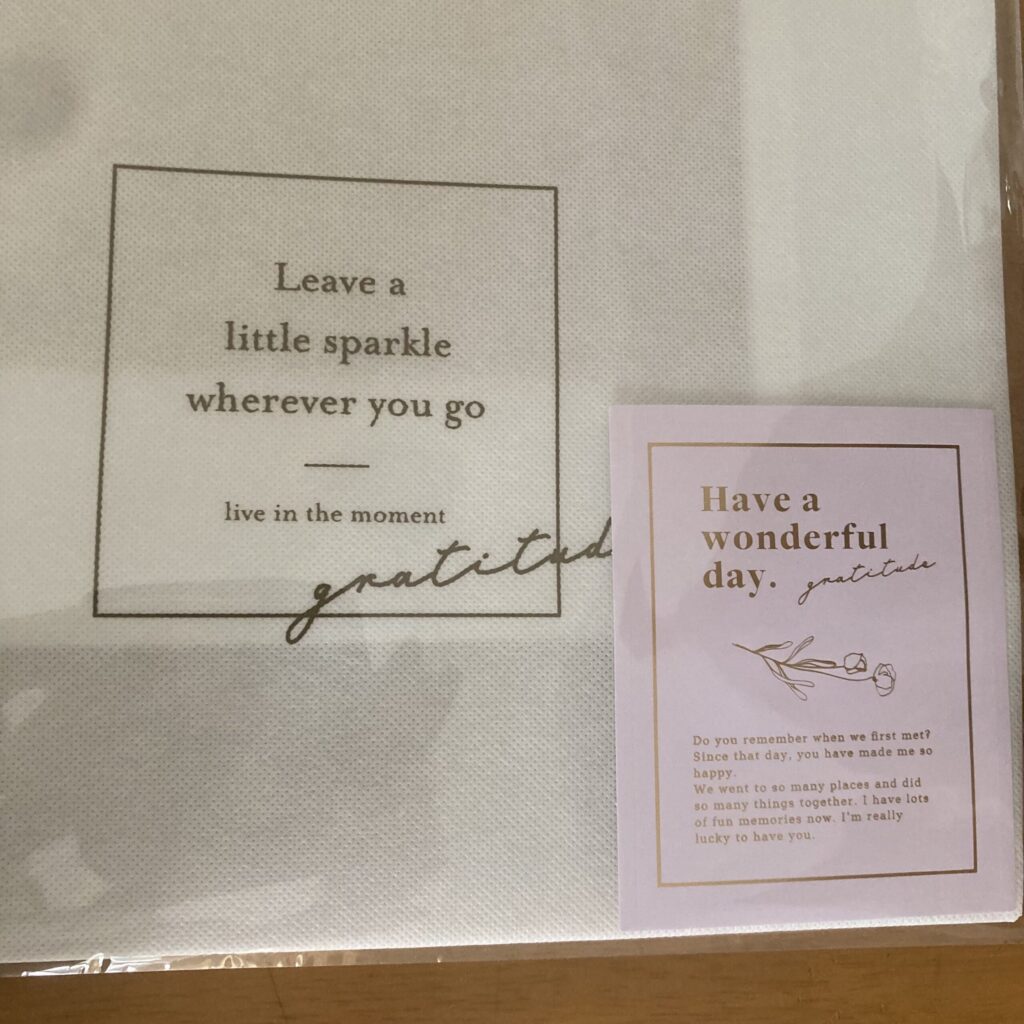 Leave a
little sparkle
wherever you go
live in the moment
gratitud
Have a
wonderful
day.
gratitude
Do you remember when we first met?
Since that day, you have made me so
happy.
We went to so many places and did
so many things together. I have lots
of fun memories now. I'm really
lucky to have you.